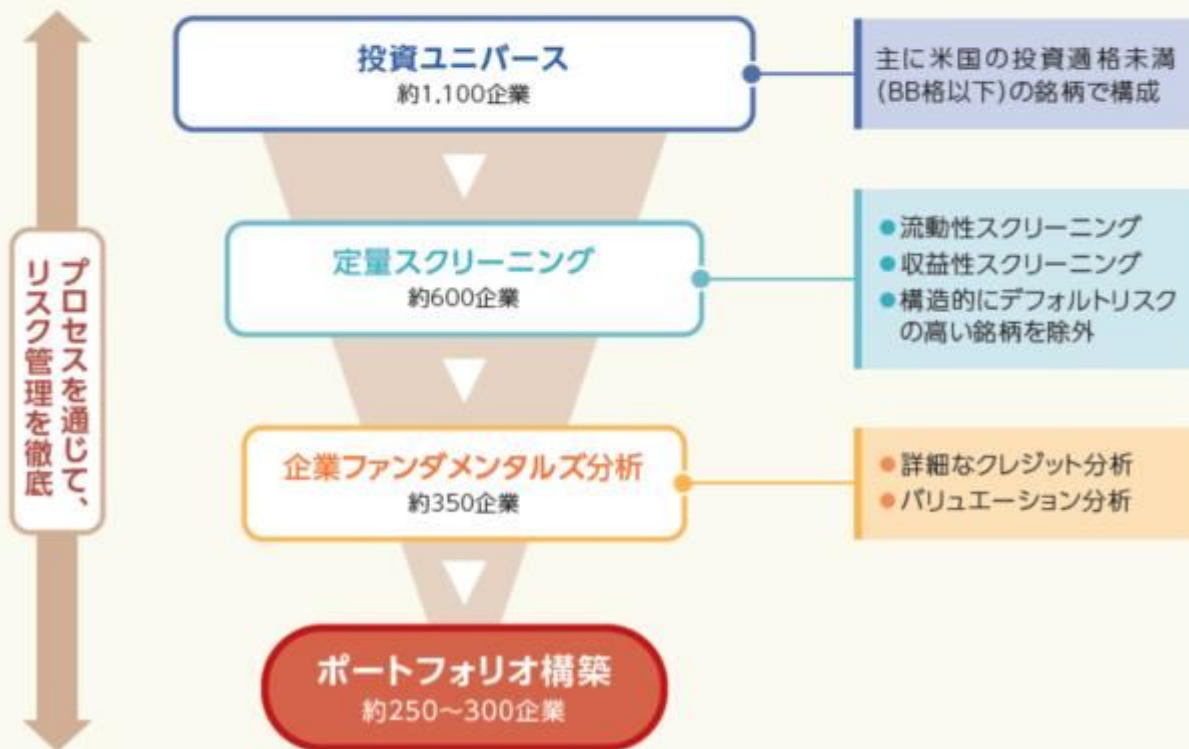 投資ユニバース
約1,100企業
主に米国の投資適格未満
(BB格以下)の銘柄で構成
定量スクリーニング
約600企業
●流動性スクリーニング
●収益性スクリーニング
●構造的にデフォルトリスク
の高い銘柄を除外
プロセスを通じて、
リスク管理を徹底
企業ファンダメンタルズ分析
約350企業
●詳細なクレジット分析
●バリュエーション分析
ポートフォリオ構築
約250～300企業